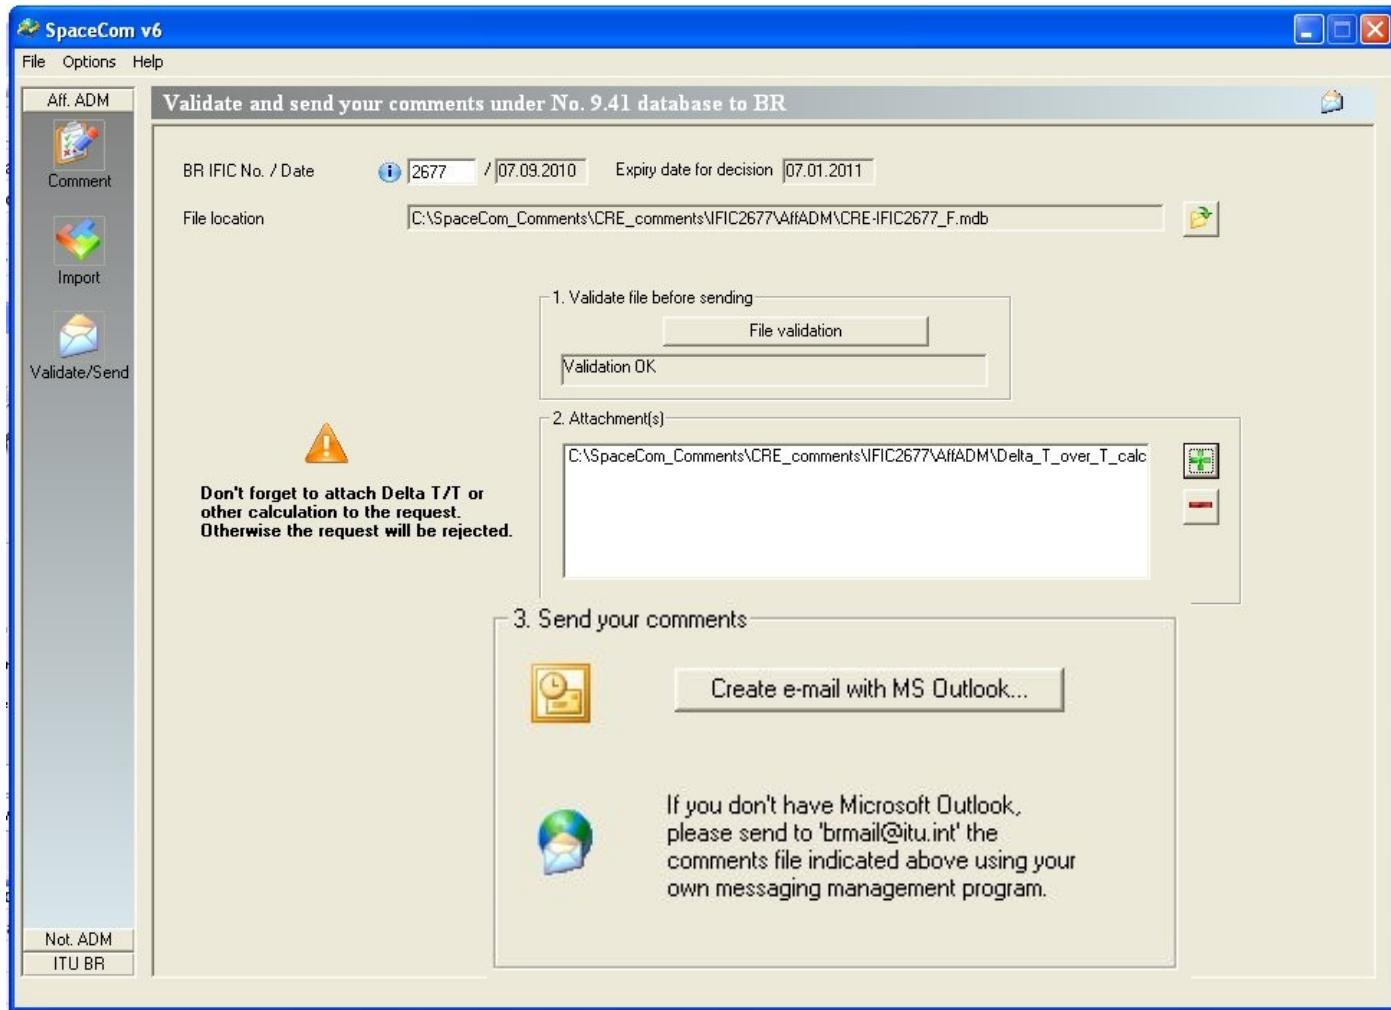 SpaceCom v6
File Options Help
Aff. ADM
Validate and send your comments under No. 9.41 database to BR
Comment
Import
Validate/Send
BR IFIC No. / Date 2677 / 07.09.2010 Expiry date for decision 07.01.2011
File location C:\SpaceCom_Comments\CRE_comments\IFIC2677\AffADM\CRE-IFIC2677_F.mdb
1. Validate file before sending
File validation
Validation OK
2. Attachment(s)
C:\SpaceCom_Comments\CRE_comments\IFIC2677\AffADM\Delta_T_over_T_calc
Don't forget to attach Delta T/T or
other calculation to the request.
Otherwise the request will be rejected.
3. Send your comments
Create e-mail with MS Outlook...
If you don't have Microsoft Outlook,
please send to 'brmail@itu.int' the
comments file indicated above using your
own messaging management program.
Not. ADM
ITU BR